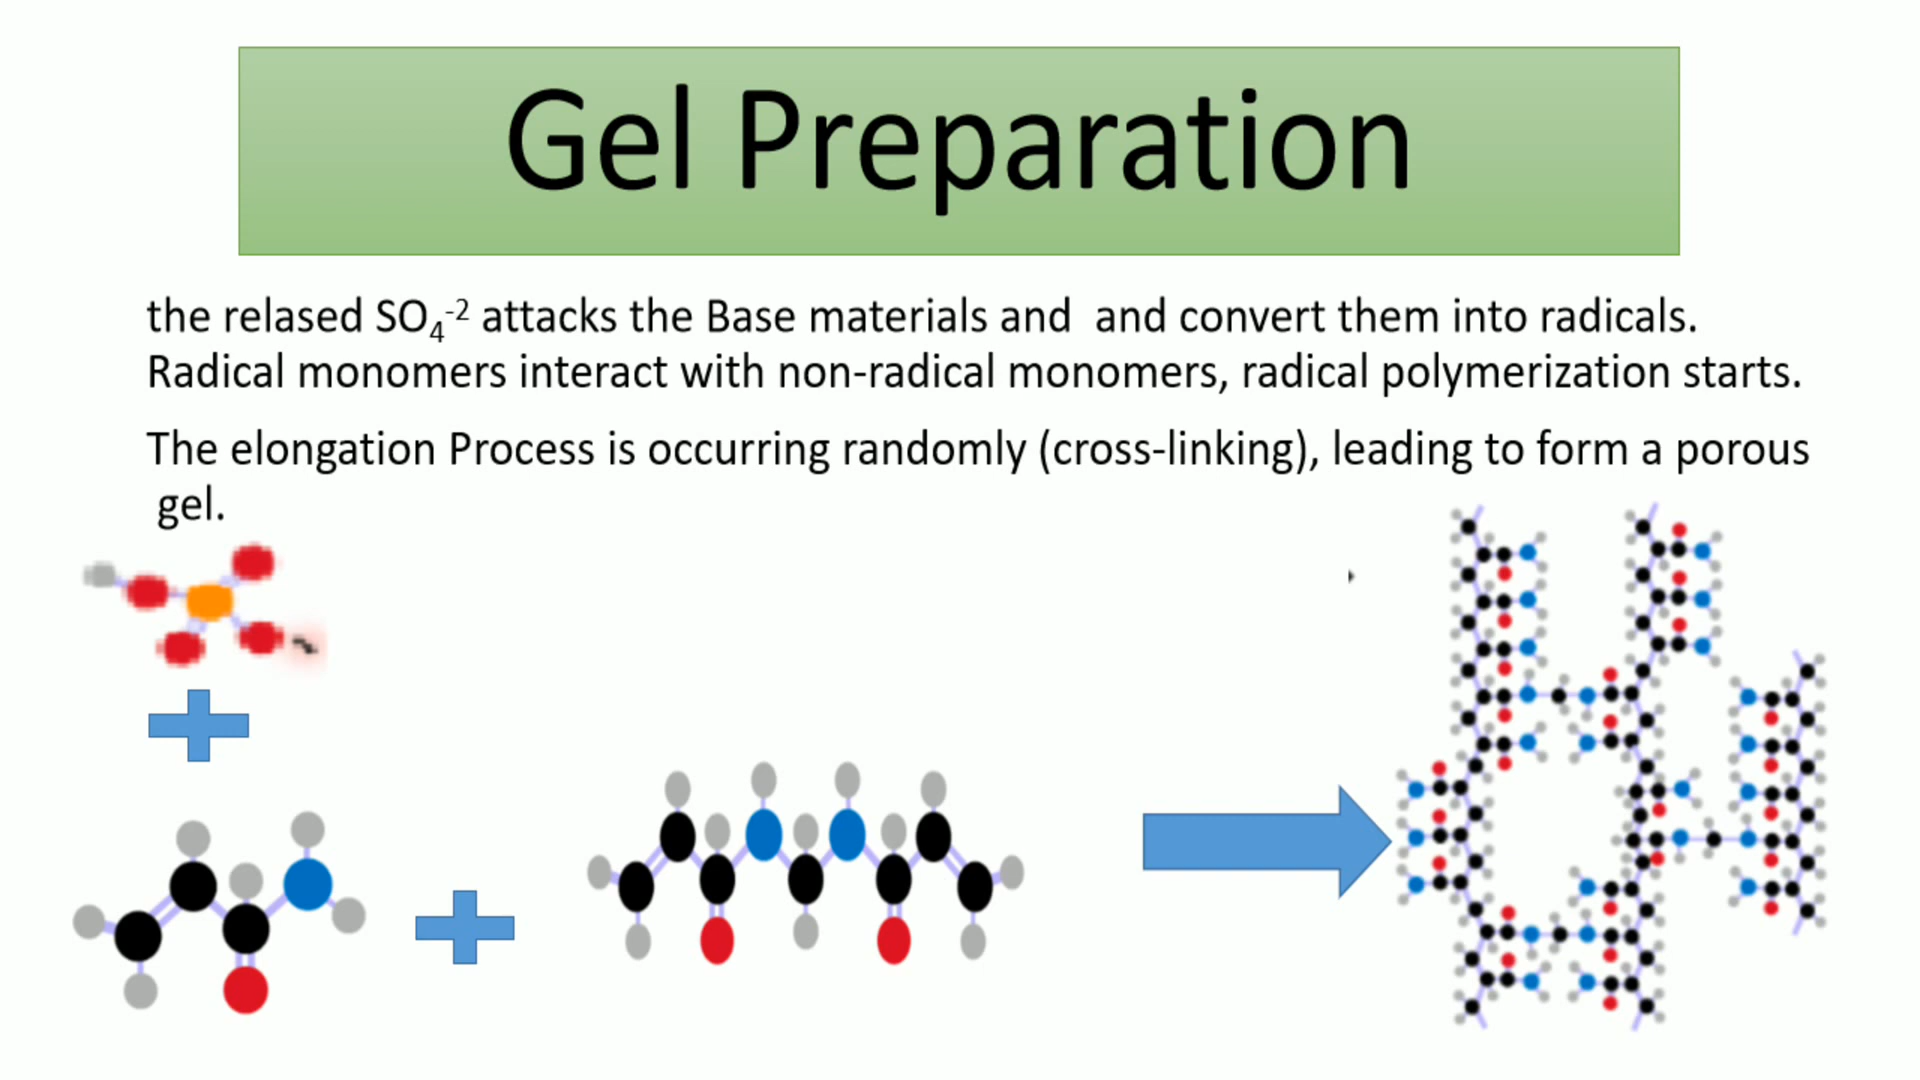 Gel Preparation
the relased SO₄⁻² attacks the Base materials and  and convert them into radicals.
Radical monomers interact with non-radical monomers, radical polymerization starts.
The elongation Process is occurring randomly (cross-linking), leading to form a porous
gel.